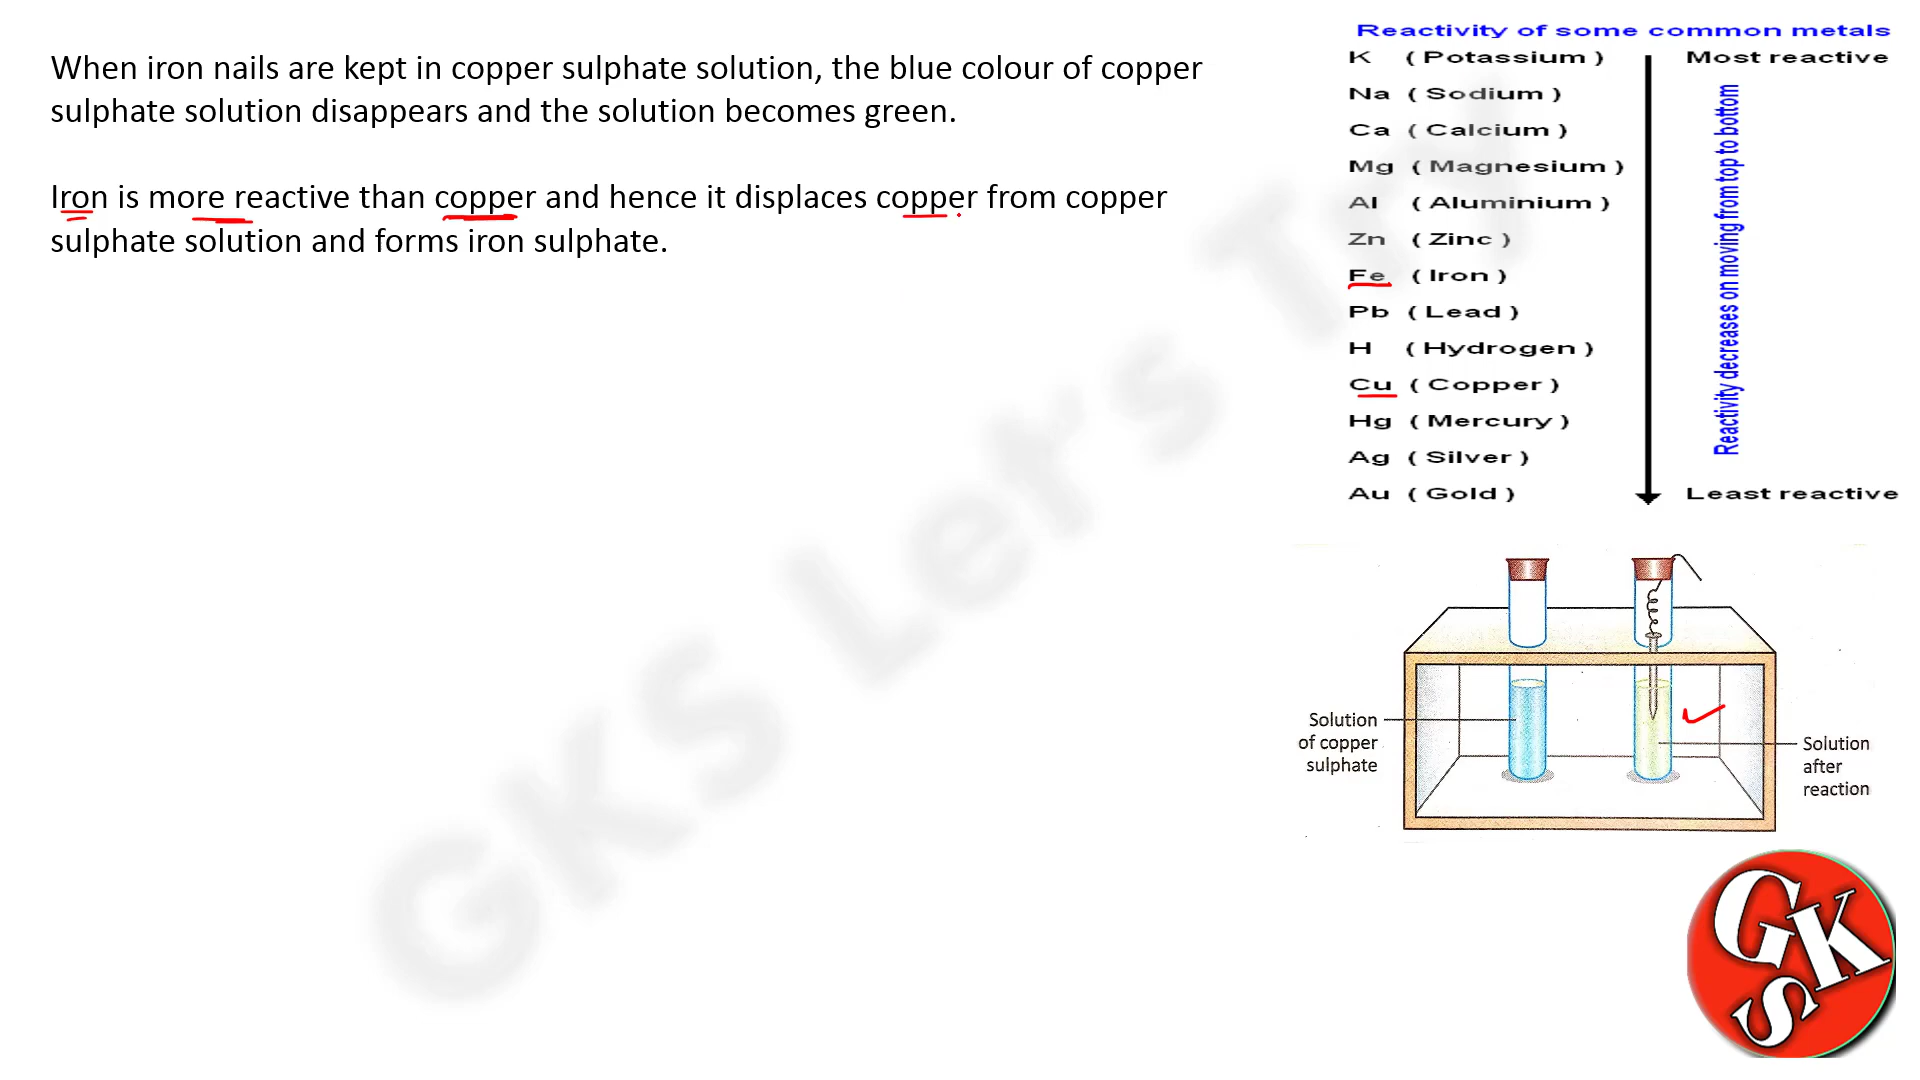 When iron nails are kept in copper sulphate solution, the blue colour of copper
sulphate solution disappears and the solution becomes green.
Iron is more reactive than copper and hence it displaces copper from copper
sulphate solution and forms iron sulphate.
Reactivity of some common metals
K ( Potassium ) Most reactive
Na ( Sodium )
Ca ( Calcium )
Mg ( Magnesium )
Al ( Aluminium )
Zn ( Zinc )
Fe ( Iron )
Pb ( Lead )
H ( Hydrogen )
Cu ( Copper )
Hg ( Mercury )
Ag ( Silver )
Au ( Gold ) Least reactive
Reactivity decreases on moving from top to bottom
Solution
of copper
sulphate
Solution
after
reaction
GKS Lers
GKS